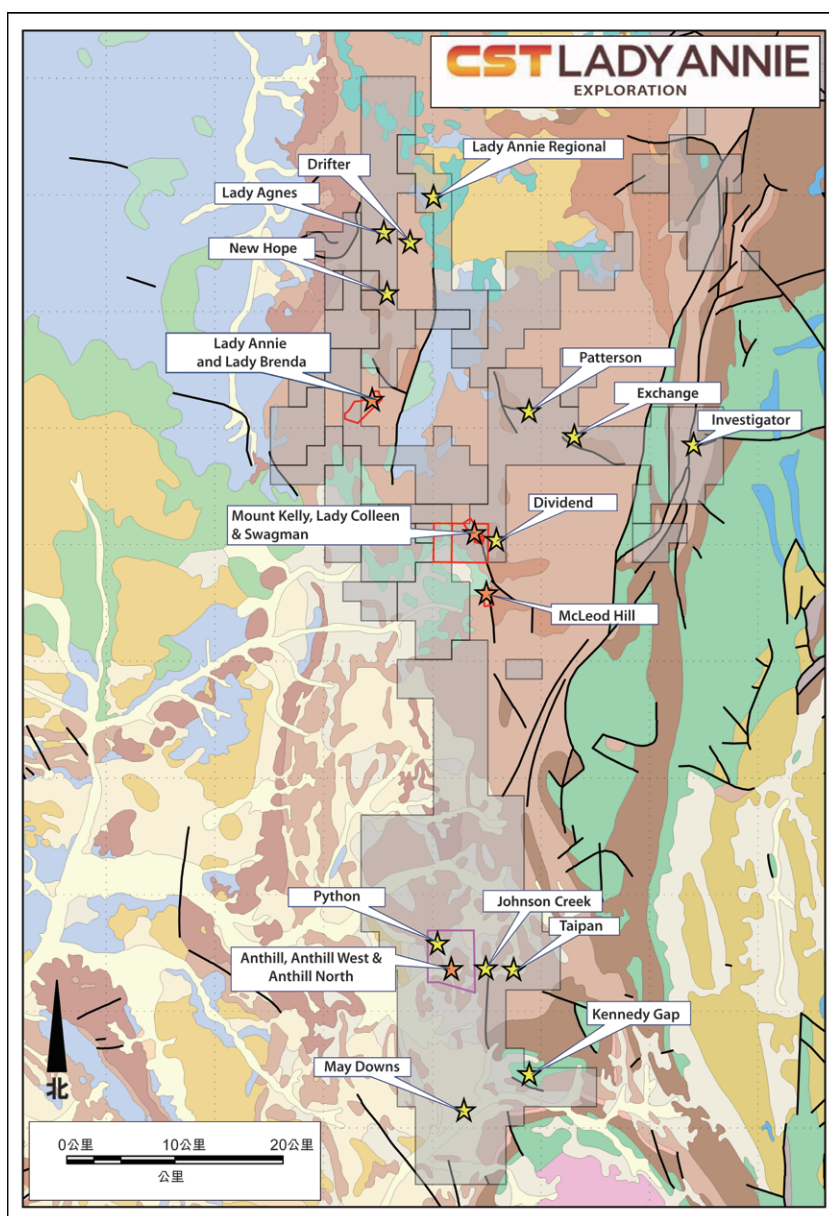 CST LADY ANNIE
EXPLORATION
Lady Annie Regional
Drifter
Lady Agnes
New Hope
Lady Annie
and Lady Brenda
Patterson
Exchange
Investigator
Mount Kelly, Lady Colleen
& Swagman
Dividend
McLeod Hill
Python
Johnson Creek
Anthill, Anthill West &
Anthill North
Taipan
Kennedy Gap
May Downs
北
0公里 10公里 20公里
公里